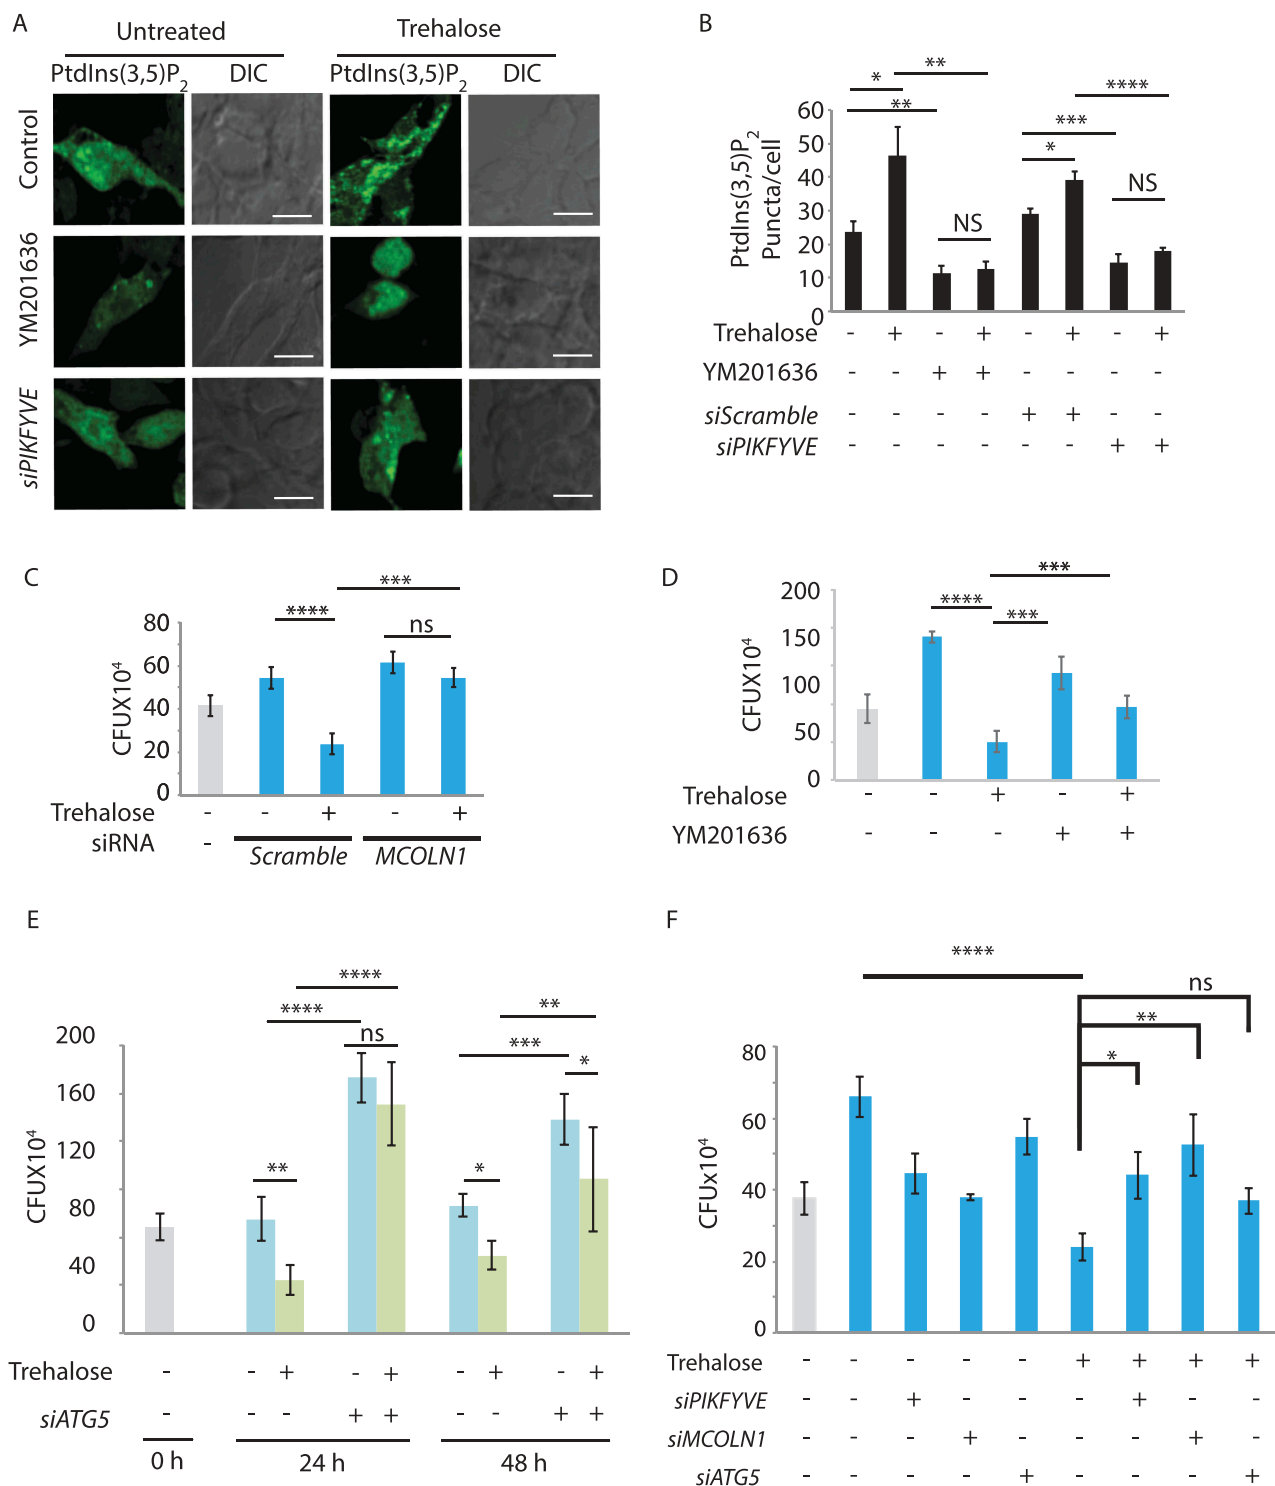 A
Untreated
Trehalose
PtdIns(3,5)P2
DIC
PtdIns(3,5)P2
DIC
Control
YM201636
siPIKFYVE
B
** ****
* ** ***
*
NS
NS
PtdIns(3,5)P2
Puncta/cell
60
50
40
30
20
10
0
Trehalose - + - + - + - +
YM201636 - - + + - - - -
siScramble - - - - + + - -
siPIKFYVE - - - - - - + +
C
***
****
ns
CFUX10⁴
80
60
40
20
0
Trehalose - - + - +
siRNA - Scramble MCOLN1
D
***
**** ***
CFUX10⁴
200
150
100
50
0
Trehalose - - + - +
YM201636 - - - + +
E
****
**** **
ns *** *
** *
CFUX10⁴
200
160
120
80
40
0
Trehalose - - + - + - + - +
siATG5 - - - + + - - + +
0 h 24 h 48 h
F
****
ns
**
*
CFUx10⁴
80
60
40
20
0
Trehalose - - - - - + + + +
siPIKFYVE - - + - - - + - -
siMCOLN1 - - - + - - - + -
siATG5 - - - - + - - - +